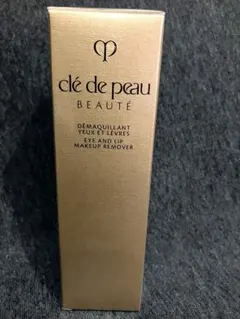 clé de peau
BEAUTÉ
DÉMAQUILLANT
YEUX ET LÈVRES
EYE AND LIP
MAKEUP REMOVER